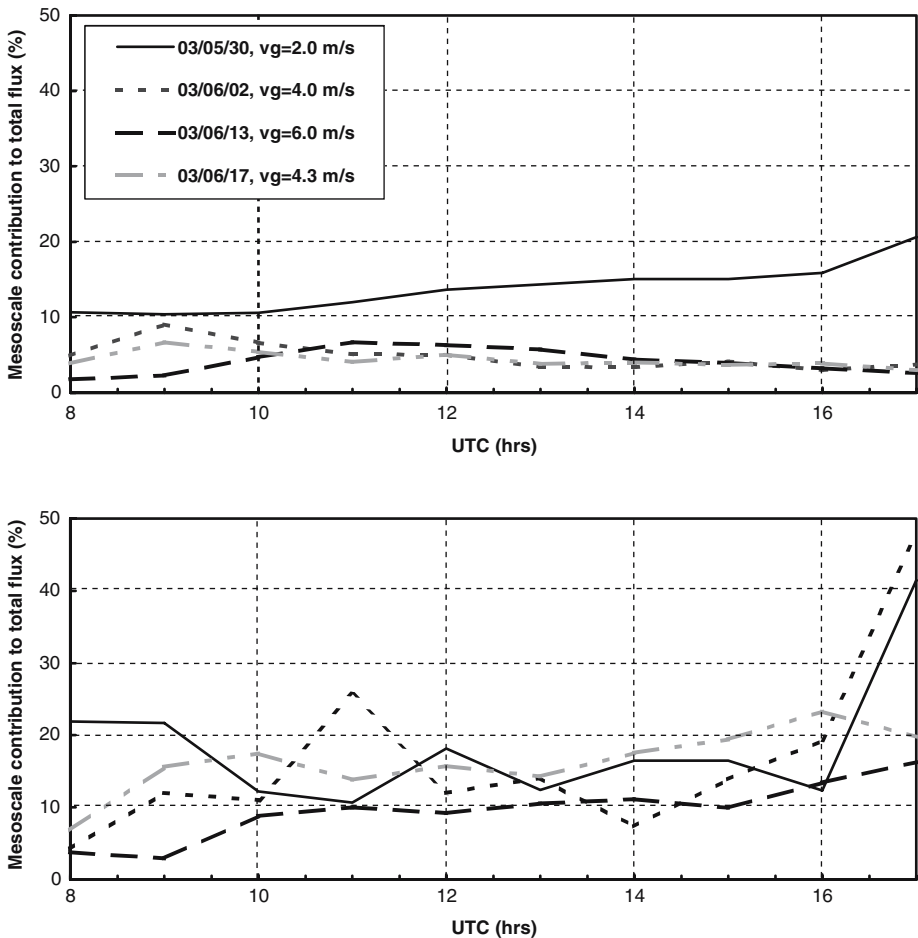 Mesoscale contribution to total flux (%)
50
40
30
20
10
0
03/05/30, vg=2.0 m/s
03/06/02, vg=4.0 m/s
03/06/13, vg=6.0 m/s
03/06/17, vg=4.3 m/s
8 10 12 14 16
UTC (hrs)
Mesoscale contribution to total flux (%)
50
40
30
20
10
0
8 10 12 14 16
UTC (hrs)